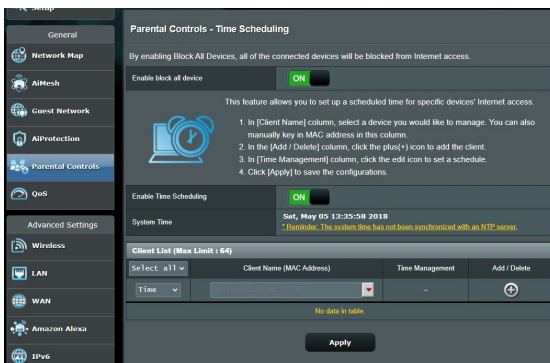 Setup
General
Network Map
AiMesh
Guest Network
AiProtection
Parental Controls
QoS
Advanced Settings
Wireless
LAN
WAN
Amazon Alexa
IPv6
Parental Controls - Time Scheduling
By enabling Block All Devices, all of the connected devices will be blocked from Internet access.
Enable block all device
ON
This feature allows you to set up a scheduled time for specific devices' Internet access.
1. In [Client Name] column, select a device you would like to manage. You can also
manually key in MAC address in this column.
2. In the [Add / Delete] column, click the plus(+) icon to add the client.
3. In [Time Management] column, click the edit icon to set a schedule.
4. Click [Apply] to save the configurations.
Enable Time Scheduling
ON
System Time
Sat, May 05 13:35:58 2018
* Reminder: The system time has not been synchronized with an NTP server.
Client List (Max Limit : 64)
Select all
Client Name (MAC Address)
Time Management
Add / Delete
Time
–
No data in table.
Apply